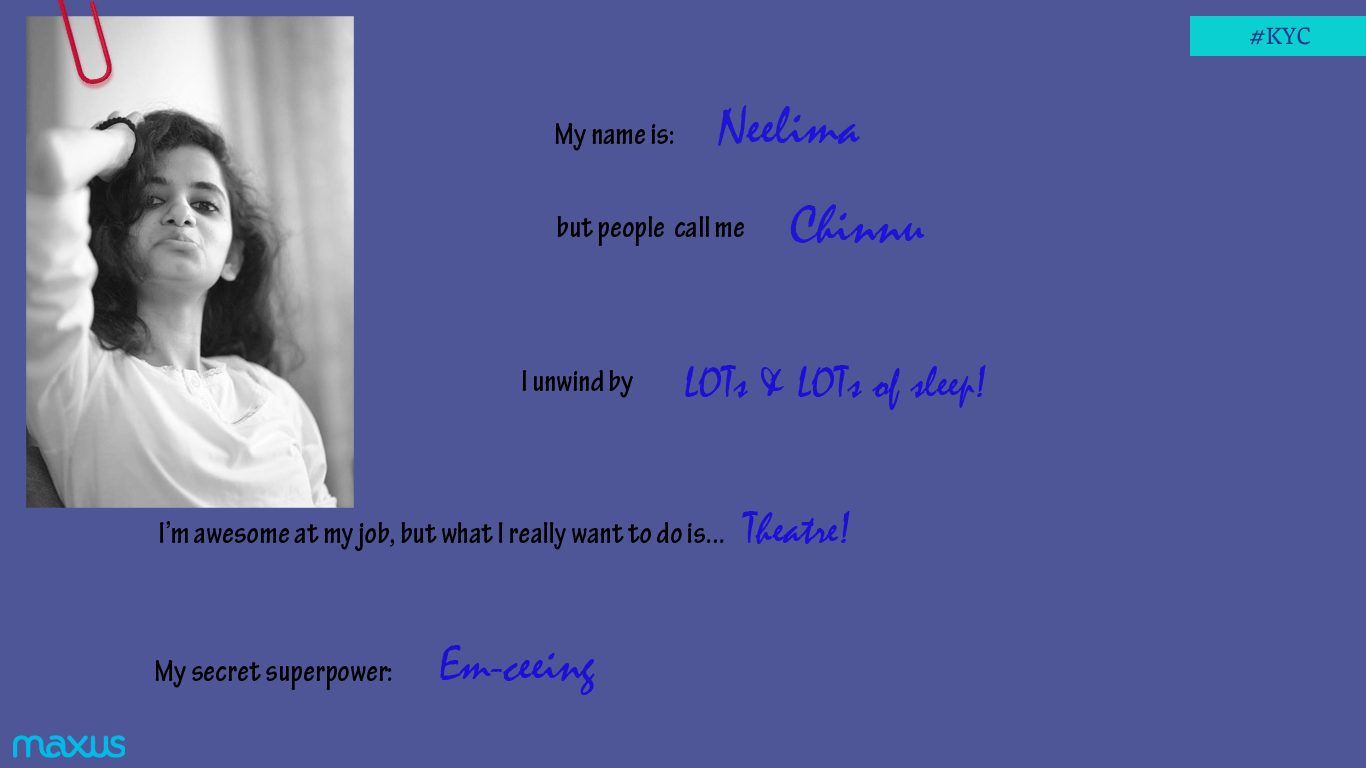 #KYC
My name is: Neelima
but people call me Chinnu
I unwind by LOTs & LOTs of sleep!
I'm awesome at my job, but what I really want to do is... Theatre!
My secret superpower: Em-ceeing
maxus